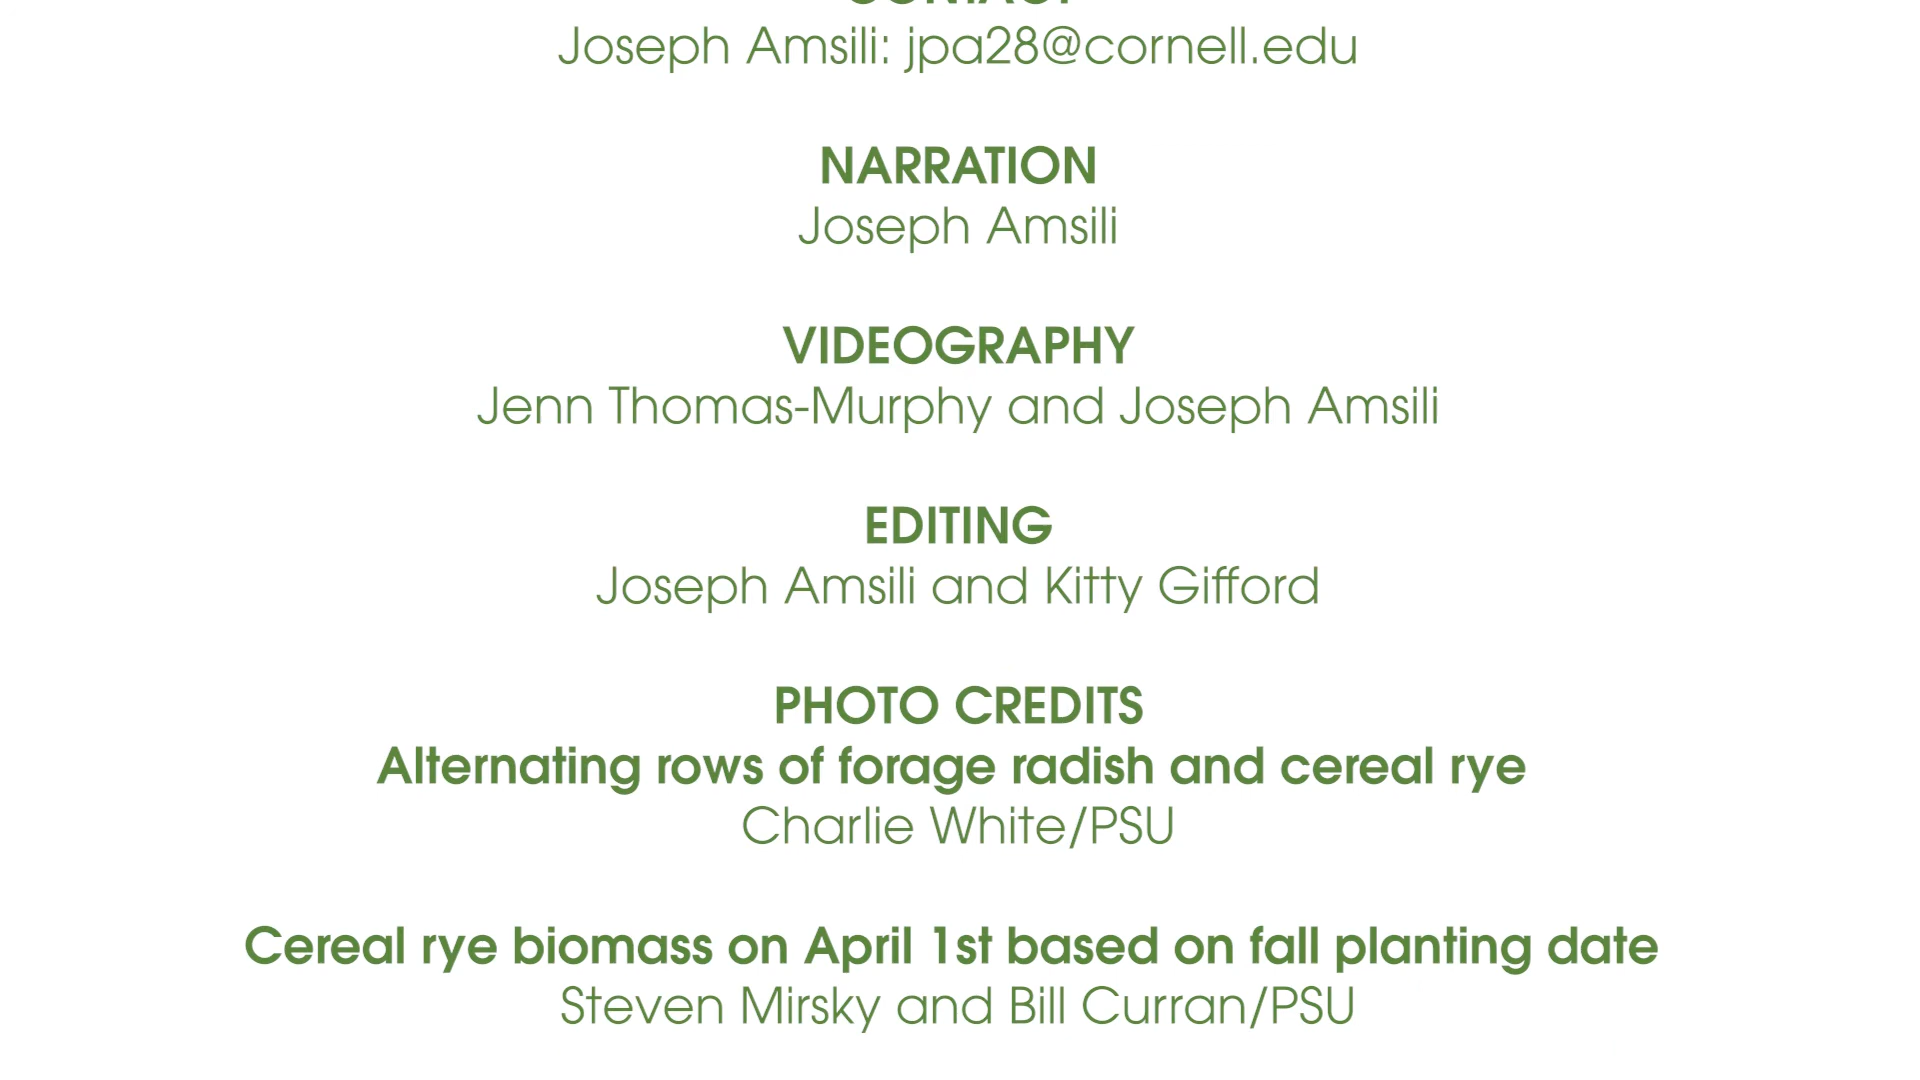 CONTACT
Joseph Amsili: jpa28@cornell.edu
NARRATION
Joseph Amsili
VIDEOGRAPHY
Jenn Thomas-Murphy and Joseph Amsili
EDITING
Joseph Amsili and Kitty Gifford
PHOTO CREDITS
Alternating rows of forage radish and cereal rye
Charlie White/PSU
Cereal rye biomass on April 1st based on fall planting date
Steven Mirsky and Bill Curran/PSU